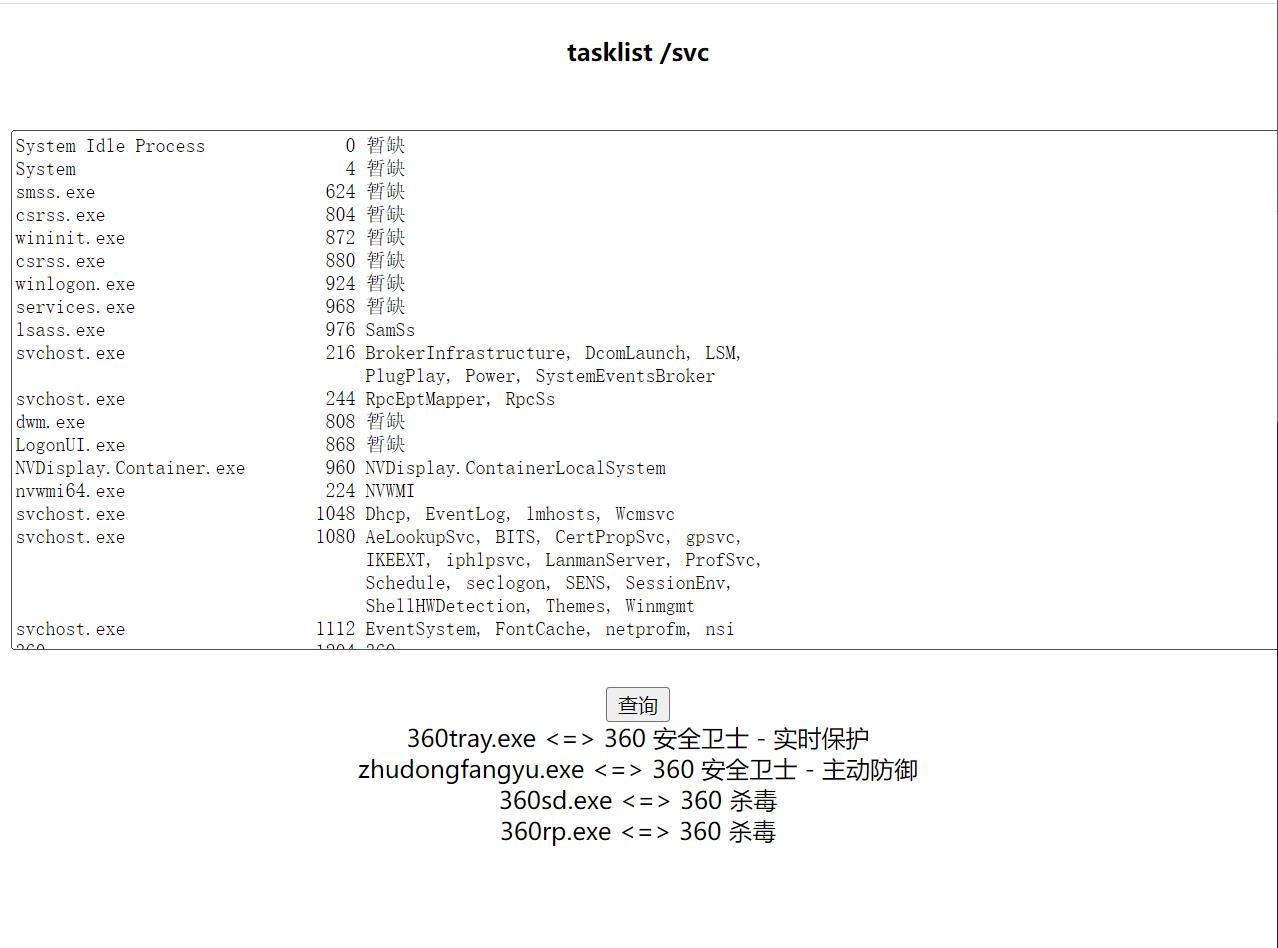 tasklist /svc
System Idle Process 0 暂缺
System 4 暂缺
smss.exe 624 暂缺
csrss.exe 804 暂缺
wininit.exe 872 暂缺
csrss.exe 880 暂缺
winlogon.exe 924 暂缺
services.exe 968 暂缺
lsass.exe 976 SamSs
svchost.exe 216 BrokerInfrastructure, DcomLaunch, LSM,
PlugPlay, Power, SystemEventsBroker
svchost.exe 244 RpcEptMapper, RpcSs
dwm.exe 808 暂缺
LogonUI.exe 868 暂缺
NVDisplay.Container.exe 960 NVDisplay.ContainerLocalSystem
nvwmi64.exe 224 NVWMI
svchost.exe 1048 Dhcp, EventLog, lmhosts, Wcmsvc
svchost.exe 1080 AeLookupSvc, BITS, CertPropSvc, gpsvc,
IKEEXT, iphlpsvc, LanmanServer, ProfSvc,
Schedule, seclogon, SENS, SessionEnv,
ShellHWDetection, Themes, Winmgmt
svchost.exe 1112 EventSystem, FontCache, netprofm, nsi
查询
360tray.exe <=> 360 安全卫士 - 实时保护
zhudongfangyu.exe <=> 360 安全卫士 - 主动防御
360sd.exe <=> 360 杀毒
360rp.exe <=> 360 杀毒